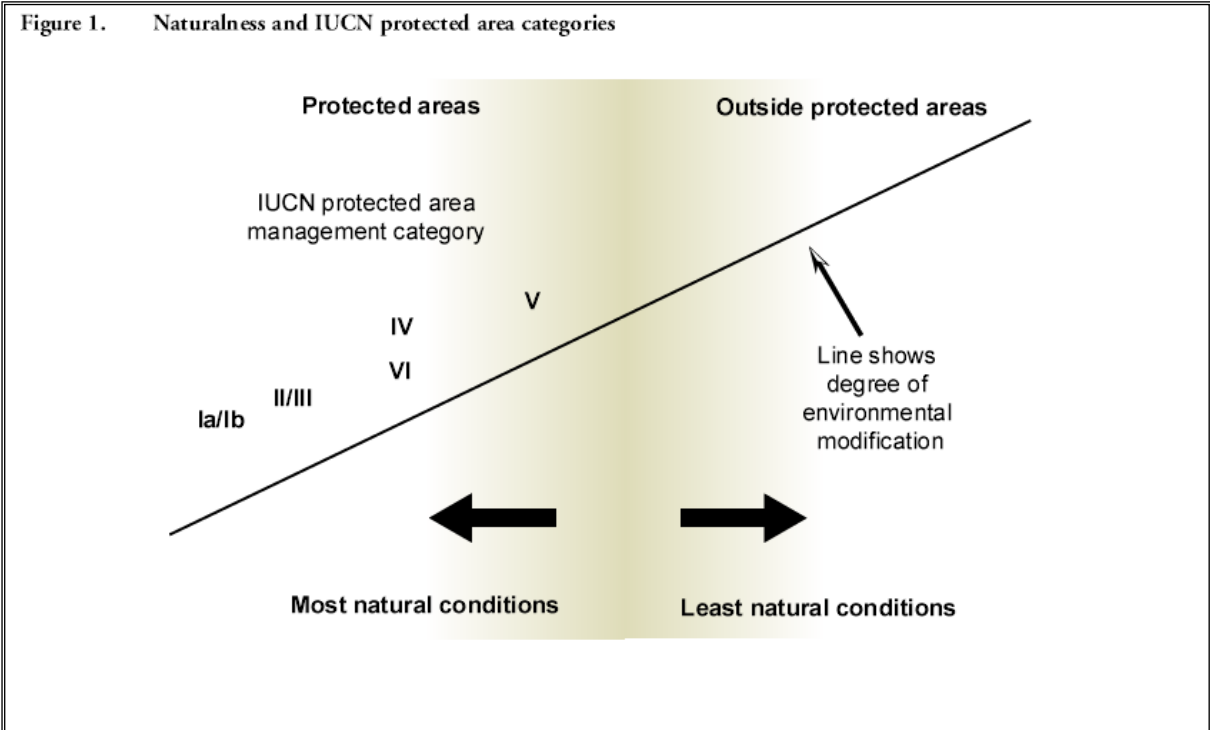 Figure 1. Naturalness and IUCN protected area categories
Protected areas
Outside protected areas
IUCN protected area
management category
V
IV
VI
II/III
Ia/Ib
Line shows
degree of
environmental
modification
Most natural conditions
Least natural conditions